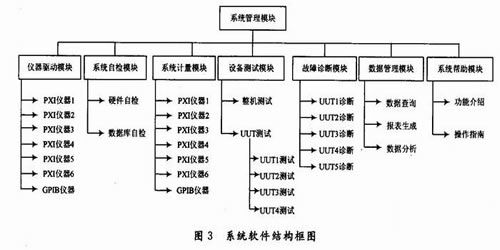 系统管理模块
仪器驱动模块
系统自检模块
系统计量模块
设备测试模块
故障诊断模块
数据管理模块
系统帮助模块
PXI仪器1
PXI仪器2
PXI仪器3
PXI仪器4
PXI仪器5
PXI仪器6
GPIB仪器
硬件自检
数据库自检
PXI仪器1
PXI仪器2
PXI仪器3
PXI仪器4
PXI仪器5
PXI仪器6
GPIB仪器
整机测试
UUT测试
UUT1测试
UUT2测试
UUT3测试
UUT4测试
UUT1诊断
UUT2诊断
UUT3诊断
UUT4诊断
UUT5诊断
数据查询
报表生成
数据分析
功能介绍
操作指南
图 3 系统软件结构框图